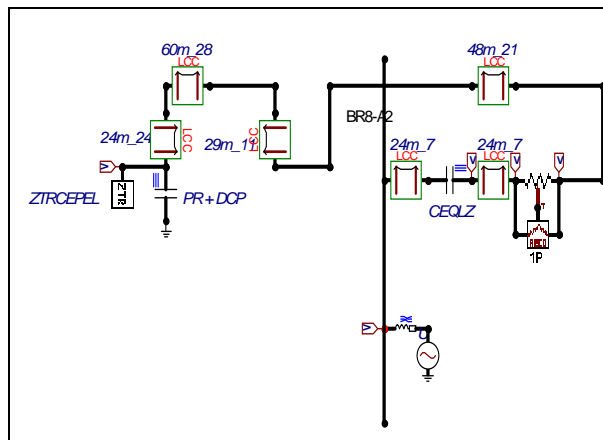 60m_28
LCC
48m_21
LCC
BR8-A2
24m_24
LCC
29m_11
LCC
24m_7
LCC
24m_7
LCC
V
V
V
V
ZTRCEPEL
ZTR
PR+DCP
CEQLZ
1P
V
U